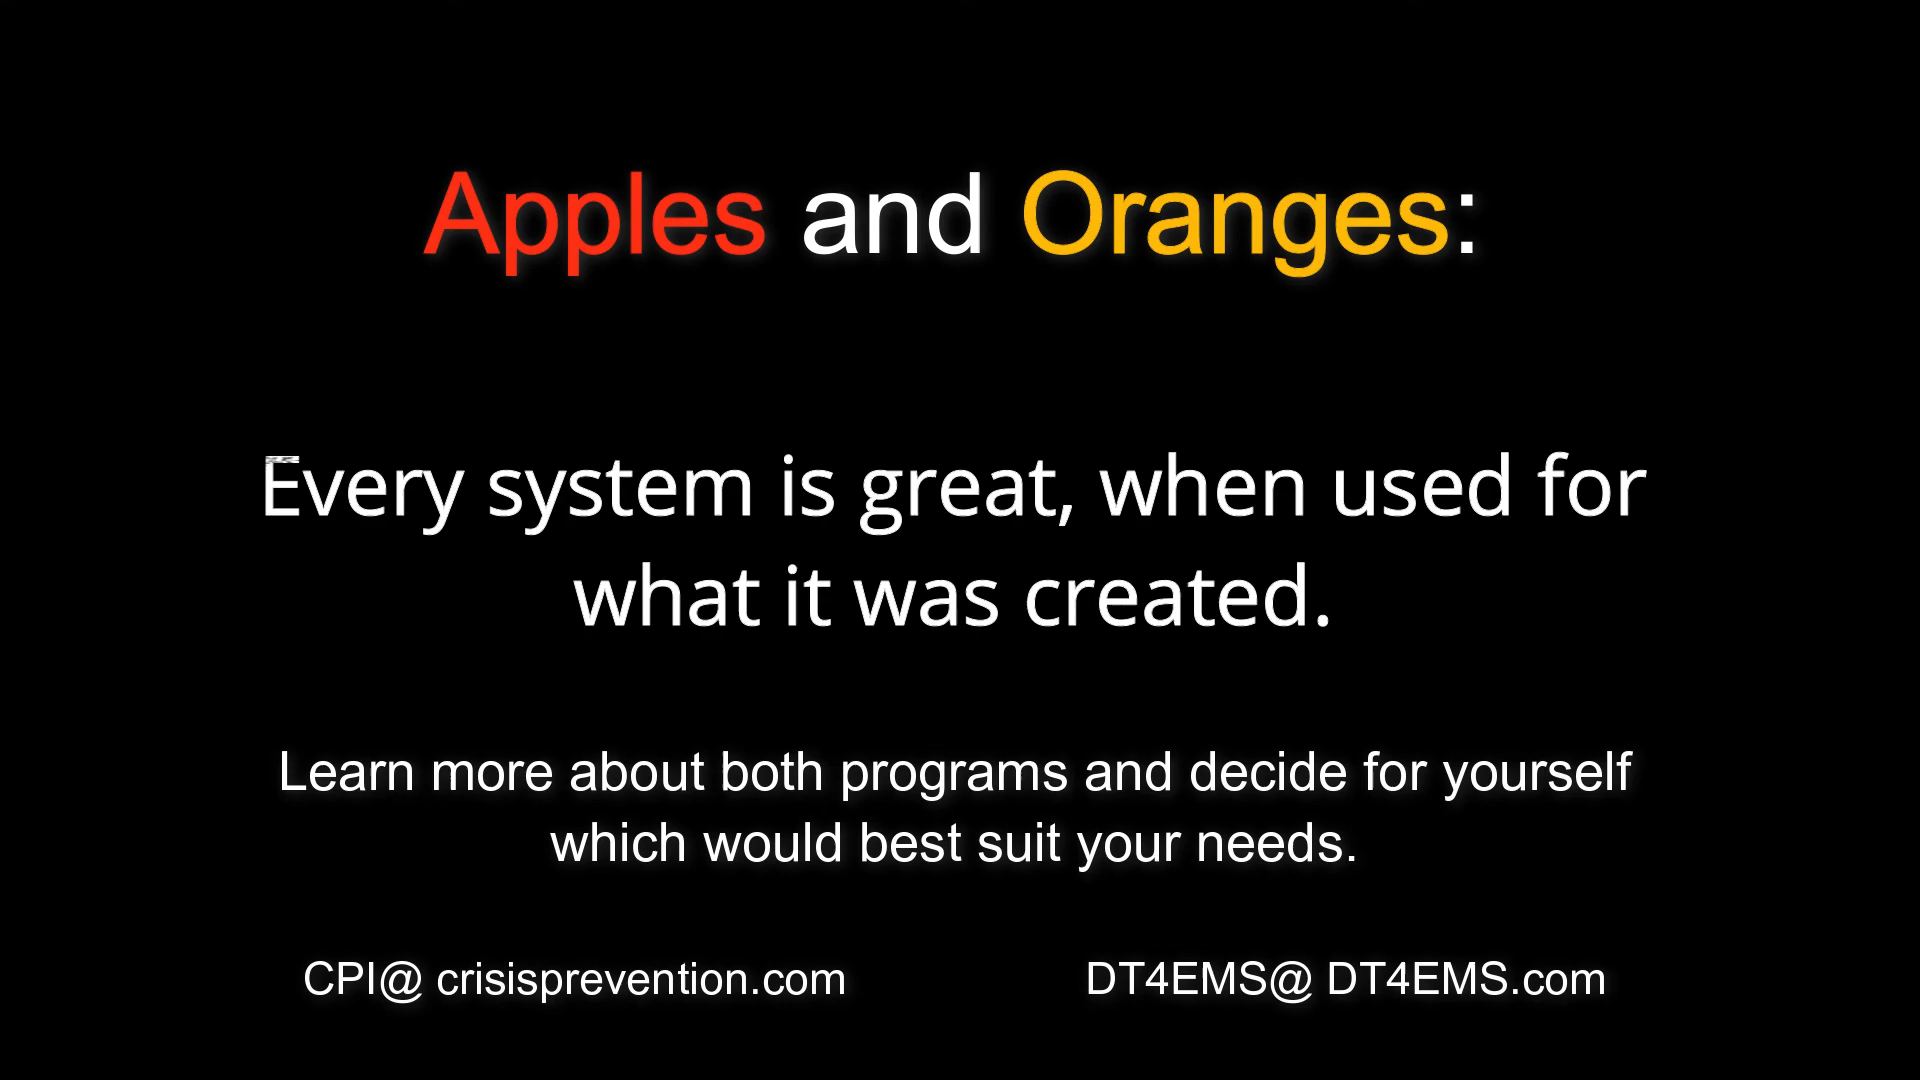 Apples and Oranges:
Every system is great, when used for
what it was created.
Learn more about both programs and decide for yourself
which would best suit your needs.
CPI@ crisisprevention.com
DT4EMS@ DT4EMS.com